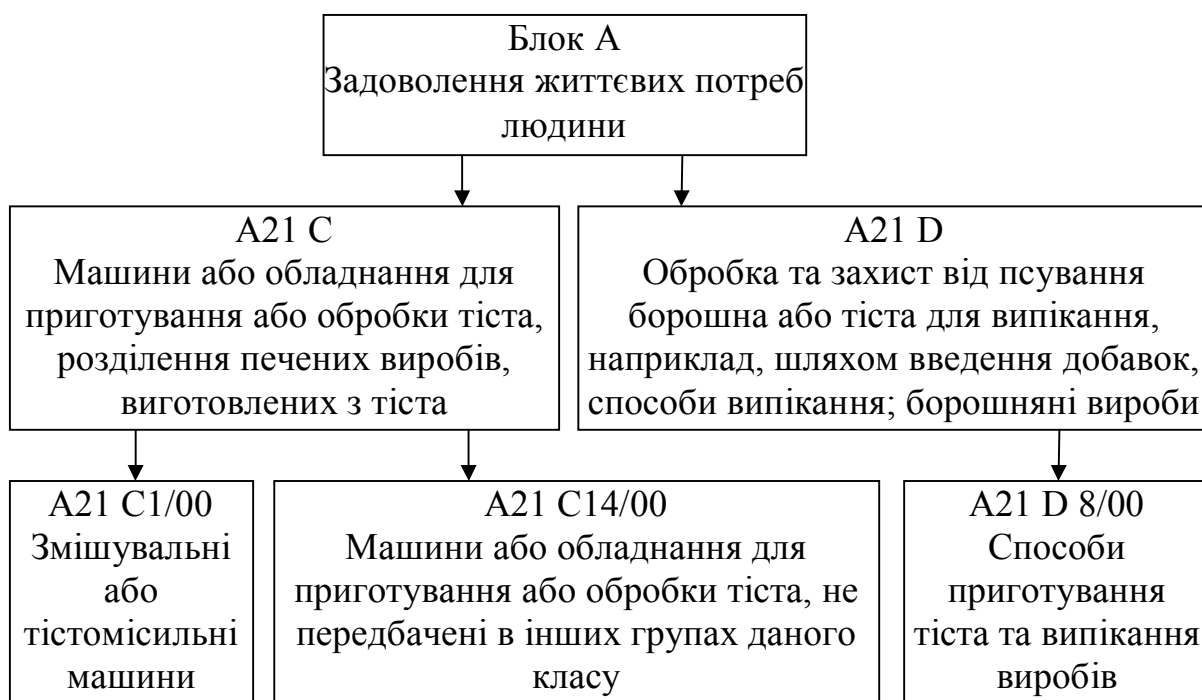 Блок А
Задоволення життєвих потреб
людини
А21 С
Машини або обладнання для
приготування або обробки тіста,
розділення печених виробів,
виготовлених з тіста
А21 D
Обробка та захист від псування
борошна або тіста для випікання,
наприклад, шляхом введення добавок,
способи випікання; борошняні вироби
А21 С1/00
Змішувальні
або
тістомісильні
машини
А21 С14/00
Машини або обладнання для
приготування або обробки тіста, не
передбачені в інших групах даного
класу
А21 D 8/00
Способи
приготування
тіста та випікання
виробів